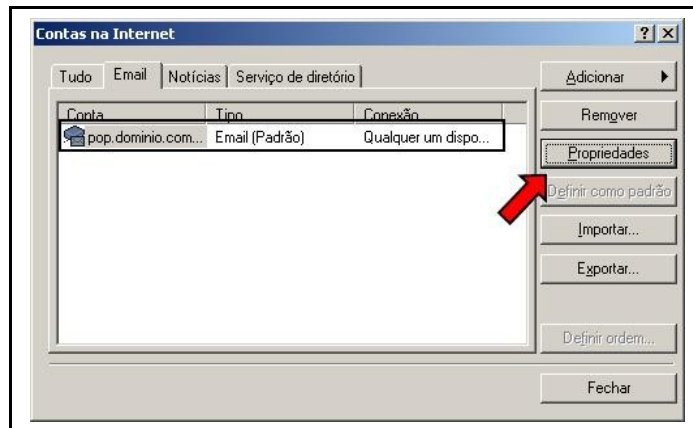 Contas na Internet
Tudo Email Notícias Serviço de diretório
Conta Tipo Conexão
pop.dominio.com... Email (Padrão) Qualquer um dispo...
Adicionar
Remover
Propriedades
Definir como padrão
Importar...
Exportar...
Definir ordem...
Fechar